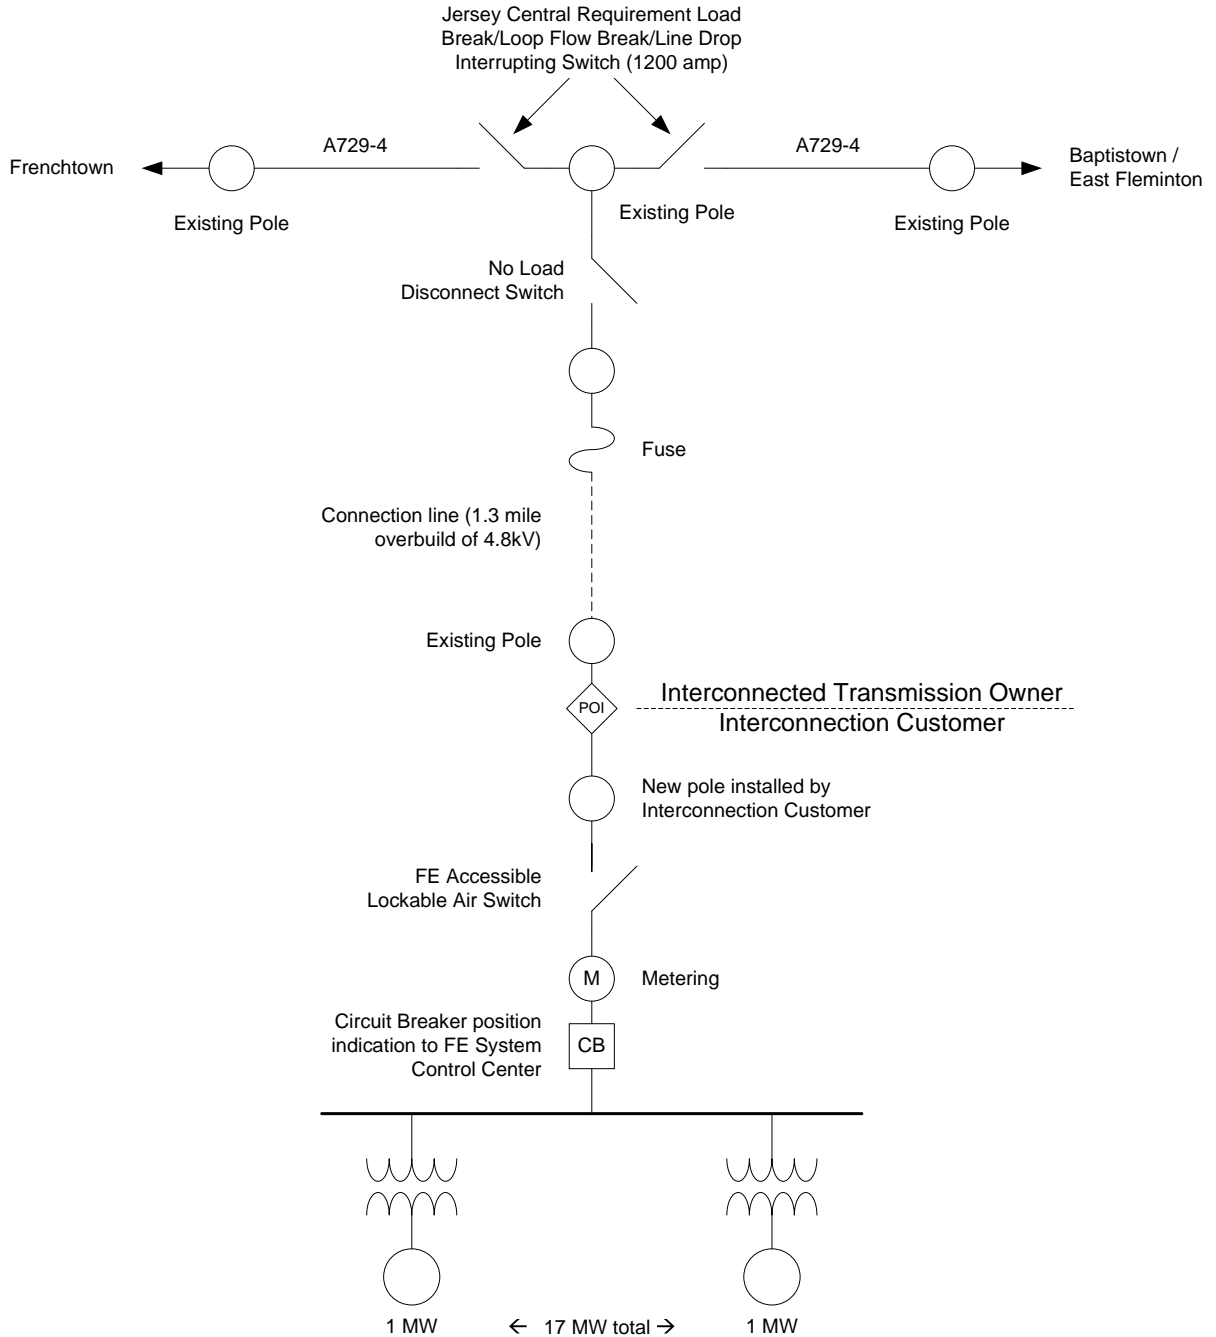 Jersey Central Requirement Load
Break/Loop Flow Break/Line Drop
Interrupting Switch (1200 amp)
A729-4
A729-4
Frenchtown
Baptistown /
East Fleminton
Existing Pole
Existing Pole
Existing Pole
No Load
Disconnect Switch
Fuse
Connection line (1.3 mile
overbuild of 4.8kV)
Existing Pole
POI
Interconnected Transmission Owner
Interconnection Customer
New pole installed by
Interconnection Customer
FE Accessible
Lockable Air Switch
M
Metering
Circuit Breaker position
indication to FE System
Control Center
CB
1 MW
← 17 MW total →
1 MW